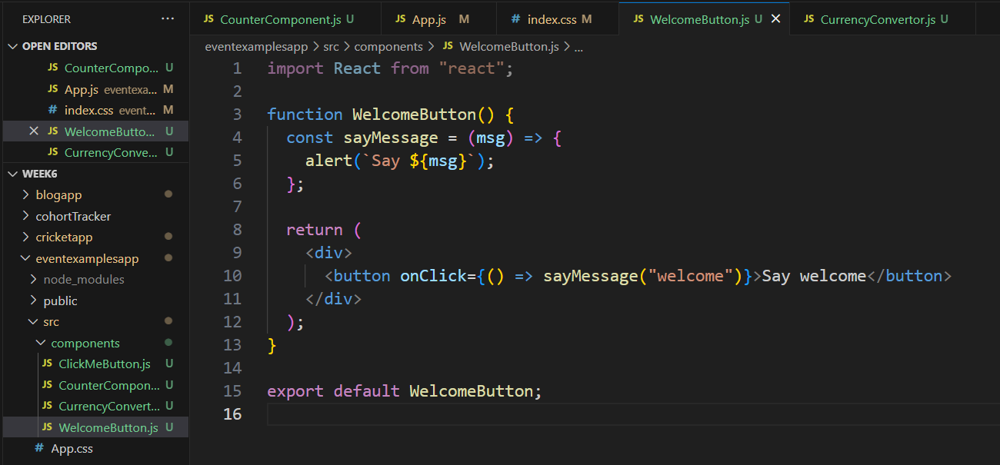 EXPLORER ...
OPEN EDITORS
JS CounterCompo... U
JS App.js eventexa... M
# index.css event... M
JS WelcomeButto... U
JS CurrencyConve... U
WEEK6
blogapp
cohortTracker
cricketapp
eventexamplesapp
node_modules
public
src
components
JS ClickMeButton.js U
JS CounterCompon... U
JS CurrencyConvert... U
JS WelcomeButton.js U
# App.css
JS CounterComponent.js U JS App.js M # index.css M JS WelcomeButton.js U JS CurrencyConvertor.js U
eventexamplesapp > src > components > JS WelcomeButton.js > ...
1 import React from "react";
2
3 function WelcomeButton() {
4   const sayMessage = (msg) => {
5     alert(`Say ${msg}`);
6   };
7
8   return (
9     <div>
10       <button onClick={() => sayMessage("welcome")}>Say welcome</button>
11     </div>
12   );
13 }
14
15 export default WelcomeButton;
16